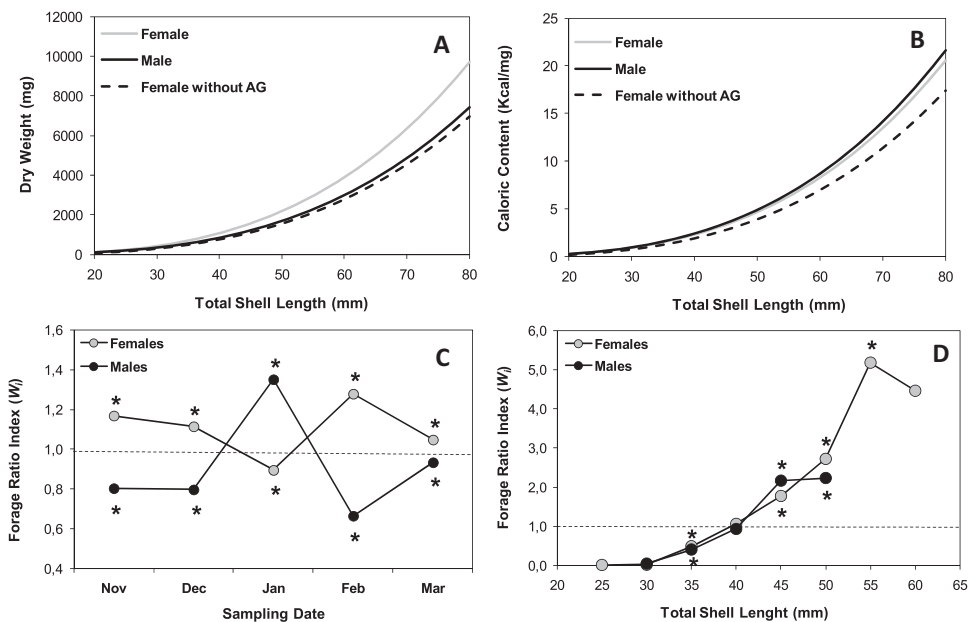 12000
10000
8000
6000
4000
2000
0
Dry Weight (mg)
Female
Male
Female without AG
A
20 30 40 50 60 70 80
Total Shell Length (mm)
25
20
15
10
5
0
Caloric Content (Kcal/mg)
Female
Male
Female without AG
B
20 30 40 50 60 70 80
Total Shell Length (mm)
1,6
1,4
1,2
1,0
0,8
0,6
0,4
Forage Ratio Index (Wi)
Females
Males
C
* * * * *
* * * * *
Nov Dec Jan Feb Mar
Sampling Date
6,0
5,0
4,0
3,0
2,0
1,0
0,0
Forage Ratio Index (Wi)
Females
Males
D
* * * *
* * *
20 25 30 35 40 45 50 55 60 65
Total Shell Lenght (mm)